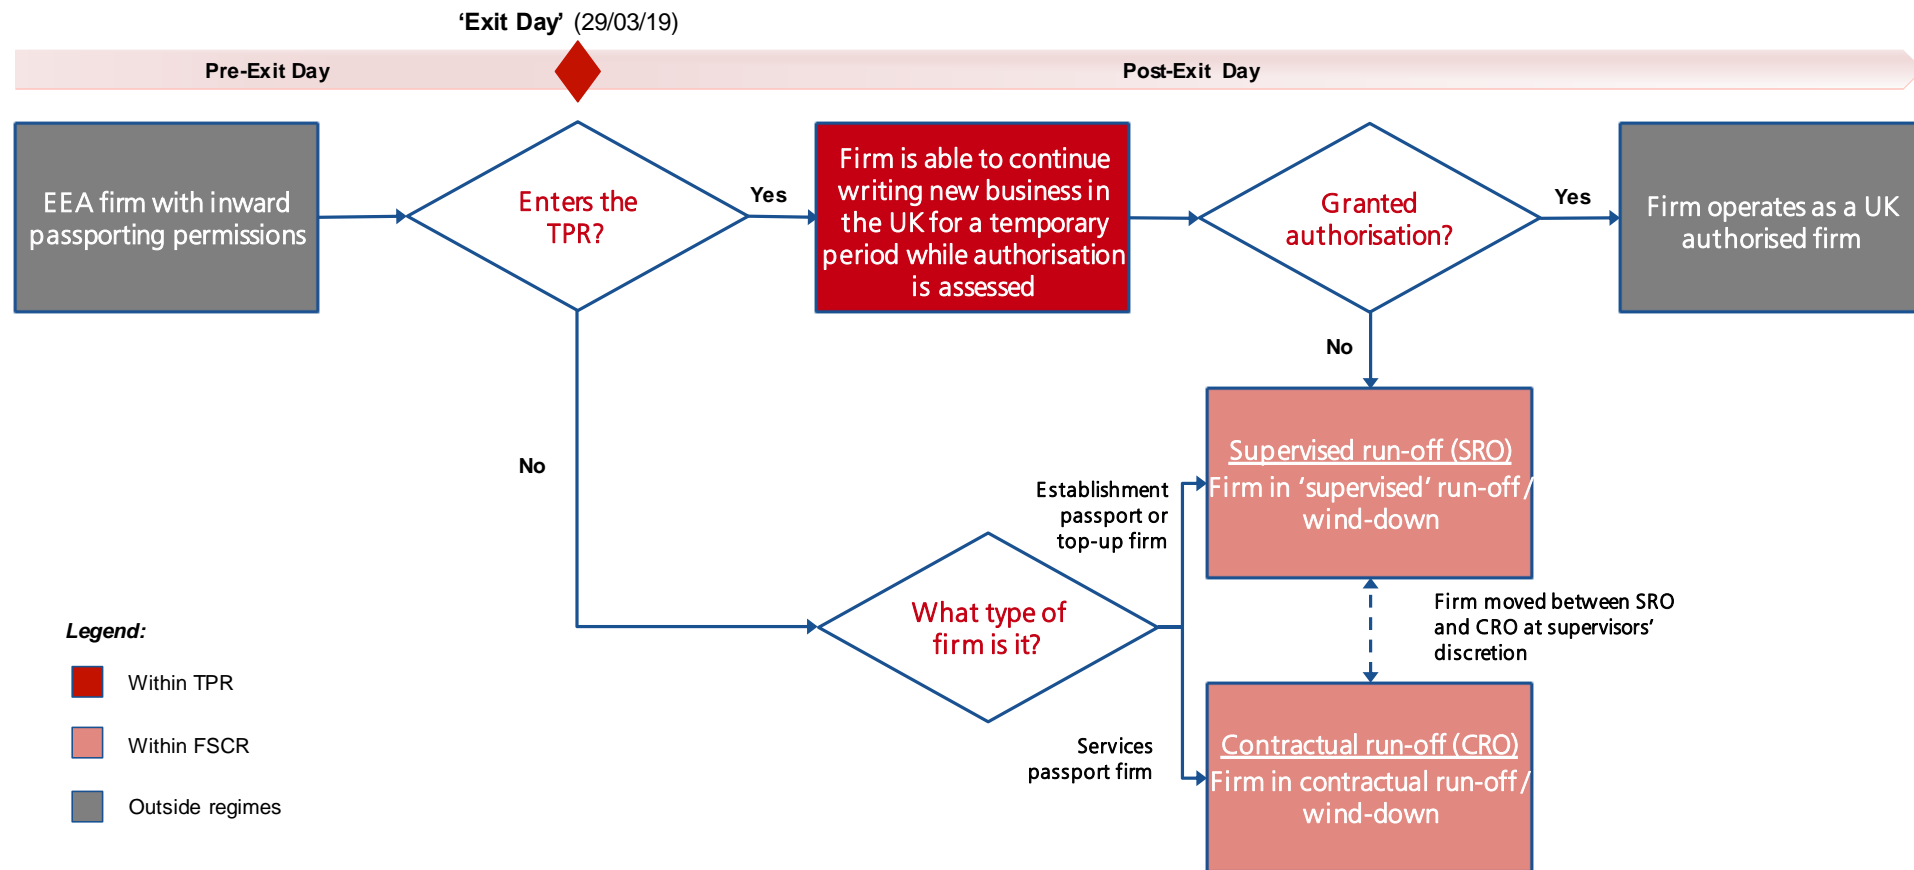 ‘Exit Day’ (29/03/19)
Pre-Exit Day
Post-Exit Day
EEA firm with inward
passporting permissions
Enters the
TPR?
Yes
Firm is able to continue
writing new business in
the UK for a temporary
period while authorisation
is assessed
Granted
authorisation?
Yes
Firm operates as a UK
authorised firm
No
No
Supervised run-off (SRO)
Firm in ‘supervised’ run-off/
wind-down
Establishment
passport or
top-up firm
What type of
firm is it?
Firm moved between SRO
and CRO at supervisors’
discretion
Services
passport firm
Contractual run-off (CRO)
Firm in contractual run-off/
wind-down
Legend:
Within TPR
Within FSCR
Outside regimes